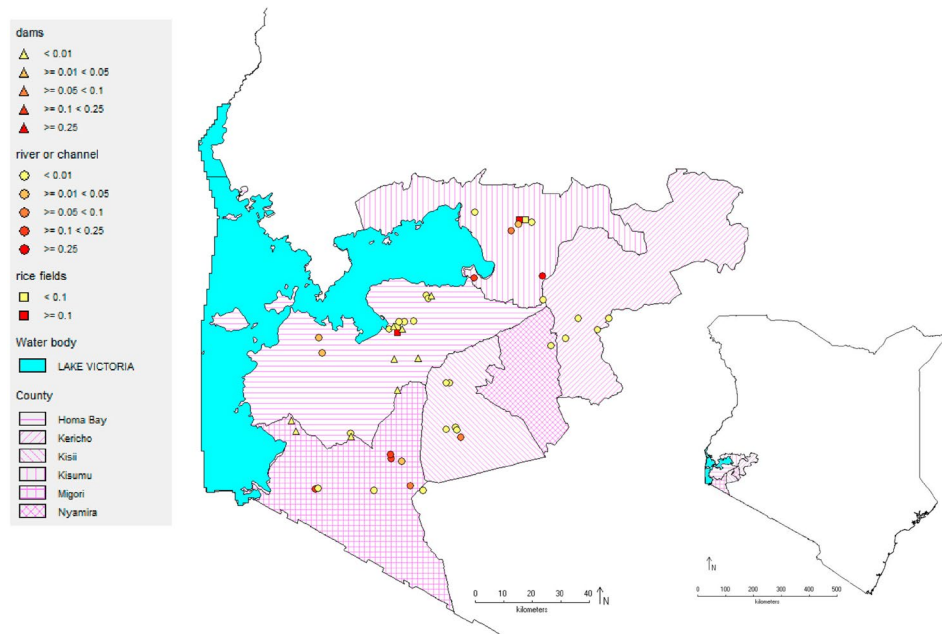 dams
< 0.01
>= 0.01 < 0.05
>= 0.05 < 0.1
>= 0.1 < 0.25
>= 0.25
river or channel
< 0.01
>= 0.01 < 0.05
>= 0.05 < 0.1
>= 0.1 < 0.25
>= 0.25
rice fields
< 0.1
>= 0.1
Water body
LAKE VICTORIA
County
Homa Bay
Kericho
Kisii
Kisumu
Migori
Nyamira
0 20 40
kilometers
N
0 100 200 300 500
kilometers
N